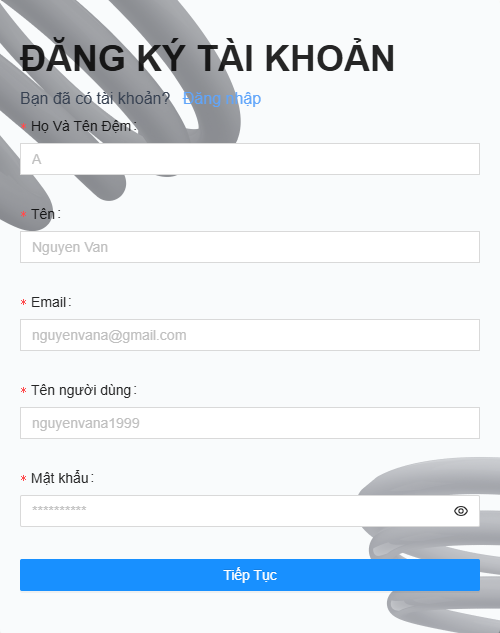 ĐĂNG KÝ TÀI KHOẢN
Bạn đã có tài khoản? Đăng nhập
* Họ Và Tên Đệm:
A
* Tên:
Nguyen Van
* Email:
nguyenvana@gmail.com
* Tên người dùng:
nguyenvana1999
* Mật khẩu:
**********
Tiếp Tục